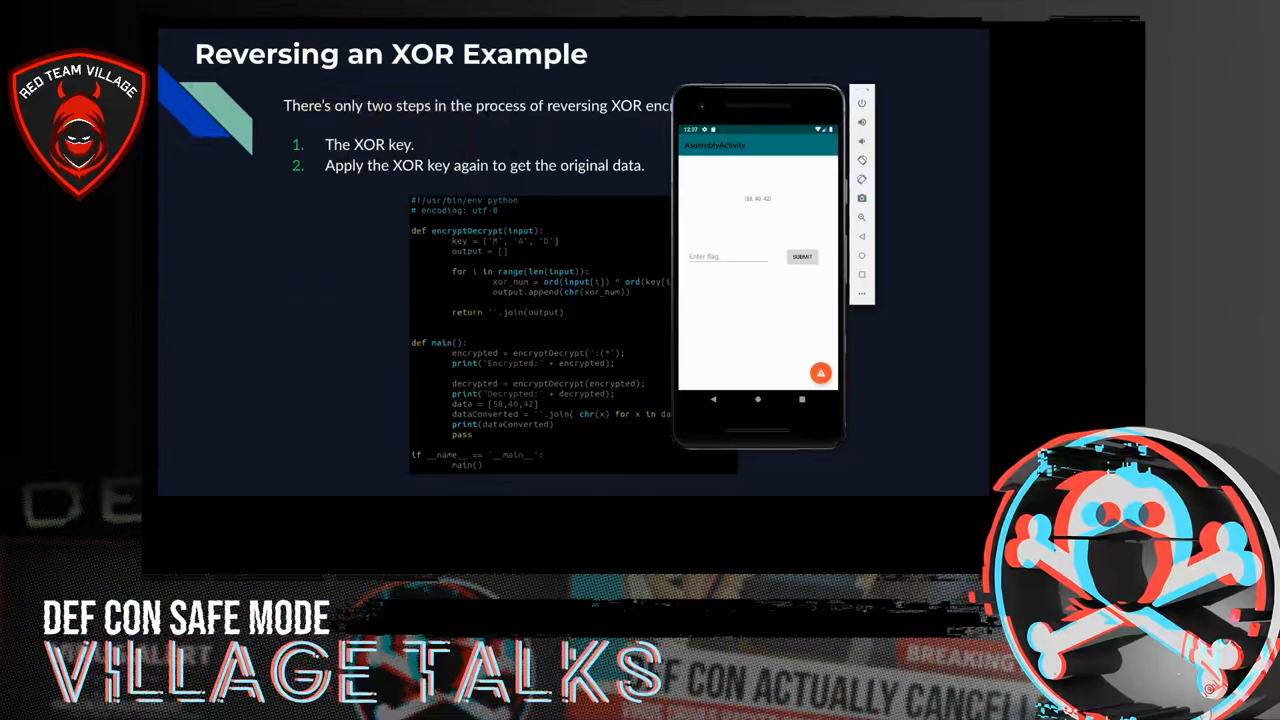 RED TEAM VILLAGE
Reversing an XOR Example
There's only two steps in the process of reversing XOR
1. The XOR key.
2. Apply the XOR key again to get the original data.
#!/usr/bin/env python
# encoding: utf-8
def encryptDecrypt(input):
key = ['M', 'A', 'D']
output = []
for i in range(len(input)):
xor_num = ord(input[i]) ^ ord(key[i
output.append(chr(xor_num))
return ''.join(output)
def main():
encrypted = encryptDecrypt(":(*");
print("Encrypted:" + encrypted);
decrypted = encryptDecrypt(encrypted);
print("Decrypted:" + decrypted);
data = [58,40,42]
dataConverted = "".join( chr(x) for x in da
print(dataConverted)
pass
if __name__ == '__main__':
main()
12:07
AsemblyActivity
[58, 40, 42]
Enter flag
SUBMIT
DEF CON SAFE MODE
VILLAGE TALKS
BREAKING
DEF CON ACTUALLY CANCEL